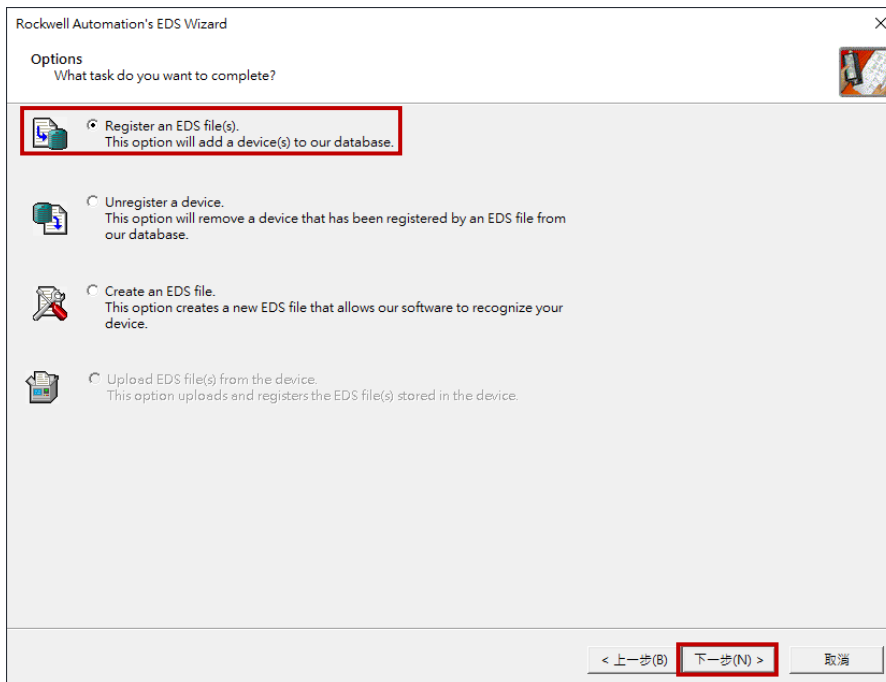 Rockwell Automation's EDS Wizard
Options
What task do you want to complete?
Register an EDS file(s).
This option will add a device(s) to our database.
Unregister a device.
This option will remove a device that has been registered by an EDS file from
our database.
Create an EDS file.
This option creates a new EDS file that allows our software to recognize your
device.
Upload EDS file(s) from the device.
This option uploads and registers the EDS file(s) stored in the device.
< 上一步(B)
下一步(N) >
取消